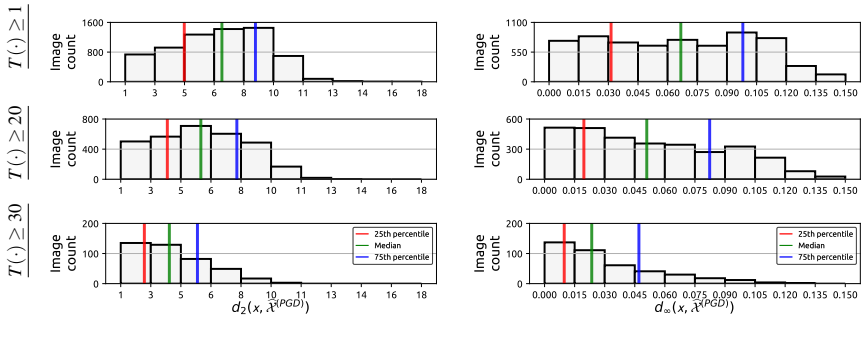 T(·) ≥ 1
Image count
1600
800
0
1 3 5 6 8 10 11 13 14 16 18
Image count
1100
550
0
0.000 0.015 0.030 0.045 0.060 0.075 0.090 0.105 0.120 0.135 0.150
T(·) ≥ 20
Image count
800
400
0
1 3 5 6 8 10 11 13 14 16 18
Image count
600
300
0
0.000 0.015 0.030 0.045 0.060 0.075 0.090 0.105 0.120 0.135 0.150
T(·) ≥ 30
Image count
200
100
0
25th percentile
Median
75th percentile
1 3 5 6 8 10 11 13 14 16 18
d₂(x, X̃⁽ᴾᴳᴰ⁾)
Image count
200
100
0
25th percentile
Median
75th percentile
0.000 0.015 0.030 0.045 0.060 0.075 0.090 0.105 0.120 0.135 0.150
d∞(x, X̃⁽ᴾᴳᴰ⁾)